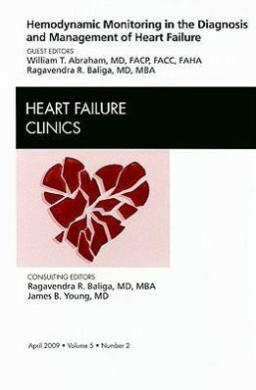 Hemodynamic Monitoring in the Diagnosis
and Management of Heart Failure
GUEST EDITORS
William T. Abraham, MD, FACP, FACC, FAHA
Ragavendra R. Baliga, MD, MBA
HEART FAILURE
CLINICS
CONSULTING EDITORS
Ragavendra R. Baliga, MD, MBA
James B. Young, MD
April 2009 • Volume 5 • Number 2